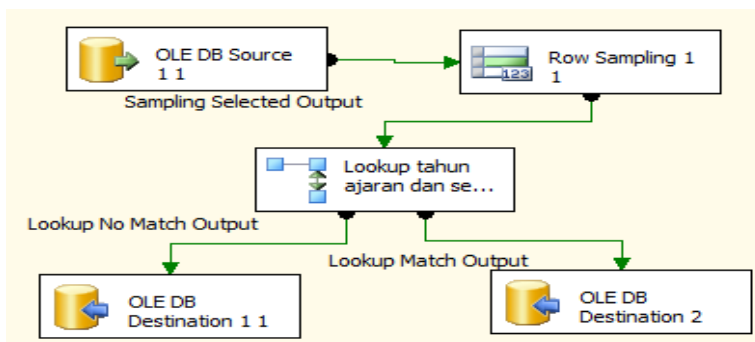 OLE DB Source
1 1
Row Sampling 1
1
123
Sampling Selected Output
Lookup tahun
ajaran dan se...
Lookup No Match Output
Lookup Match Output
OLE DB
Destination 1 1
OLE DB
Destination 2